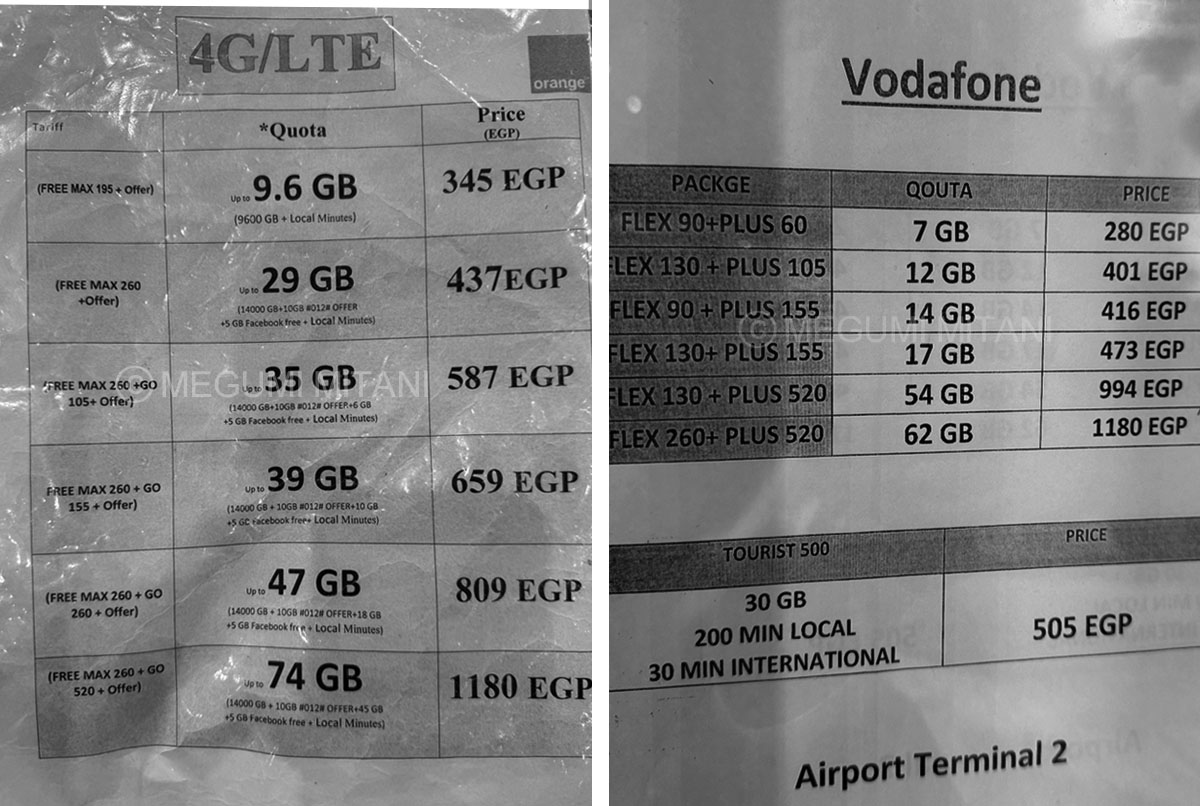 4G/LTE
orange
Tariff
*Quota
Price
(EGP)
(FREE MAX 195 + Offer)
Up to 9.6 GB
(9600 GB + Local Minutes)
345 EGP
(FREE MAX 260
+Offer)
Up to 29 GB
(14000 GB+10GB #012# OFFER
+5 GB Facebook free + Local Minutes)
437EGP
(FREE MAX 260 +GO
105+ Offer)
Up to 35 GB
(14000 GB+10GB #012# OFFER+6 GB
+5 GB Facebook free + Local Minutes)
587 EGP
(FREE MAX 260 + GO
155 + Offer)
Up to 39 GB
(14000 GB + 10GB #012# OFFER+10 GB
+5 GC Facebook free+ Local Minutes)
659 EGP
(FREE MAX 260 + GO
260 + Offer)
Up to 47 GB
(14000 GB + 10GB #012# OFFER+18 GB
+5 GB Facebook free + Local Minutes)
809 EGP
(FREE MAX 260 + GO
520 + Offer)
Up to 74 GB
(14000 GB + 10GB #012# OFFER+45 GB
+5 GB Facebook free + Local Minutes)
1180 EGP
© MEGUMI MITANI
Vodafone
PACKGE QOUTA PRICE
FLEX 90+PLUS 60 7 GB 280 EGP
FLEX 130 + PLUS 105 12 GB 401 EGP
FLEX 90 + PLUS 155 14 GB 416 EGP
FLEX 130+ PLUS 155 17 GB 473 EGP
FLEX 130 + PLUS 520 54 GB 994 EGP
FLEX 260+ PLUS 520 62 GB 1180 EGP
© MEGUMI MITANI
TOURIST 500 PRICE
30 GB
200 MIN LOCAL
30 MIN INTERNATIONAL
505 EGP
Airport Terminal 2